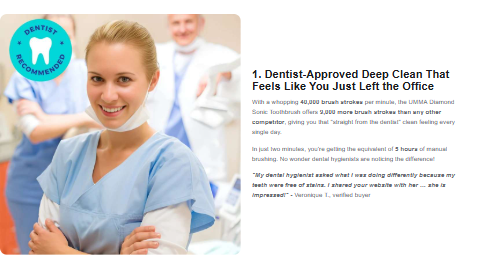 DENTIST
RECOMMENDED
1. Dentist-Approved Deep Clean That
Feels Like You Just Left the Office
With a whopping 40,000 brush strokes per minute, the UMMA Diamond
Sonic Toothbrush offers 9,000 more brush strokes than any other
competitor, giving you that "straight from the dentist" clean feeling every
single day.
In just two minutes, you're getting the equivalent of 5 hours of manual
brushing. No wonder dental hygienists are noticing the difference!
"My dental hygienist asked what I was doing differently because my
teeth were free of stains. I shared your website with her ... she is
impressed!" - Veronique T., verified buyer